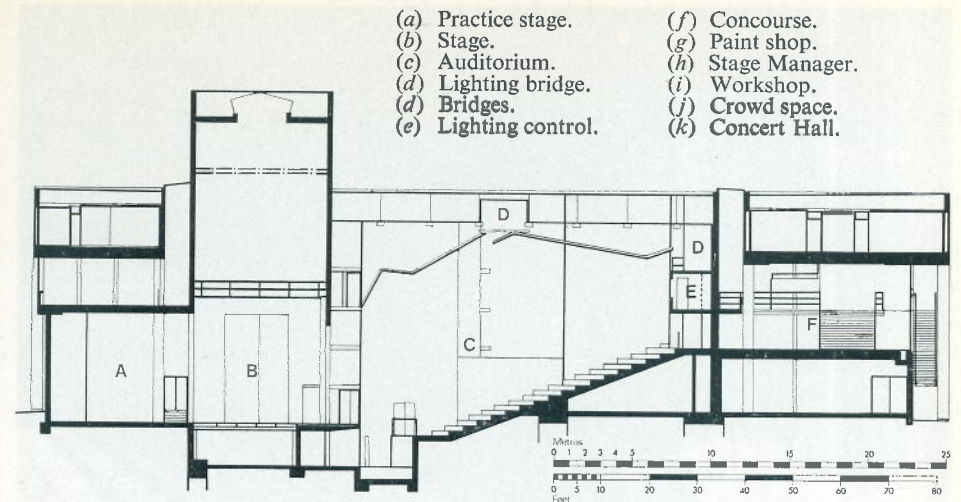 (a) Practice stage.
(b) Stage.
(c) Auditorium.
(d) Lighting bridge.
(d) Bridges.
(e) Lighting control.
(f) Concourse.
(g) Paint shop.
(h) Stage Manager.
(i) Workshop.
(j) Crowd space.
(k) Concert Hall.
D
D
E
F
C
A
B
Metres
0 1 2 3 4 5 10 15 20 25
0 5 10 20 30 40 50 60 70 80
Feet